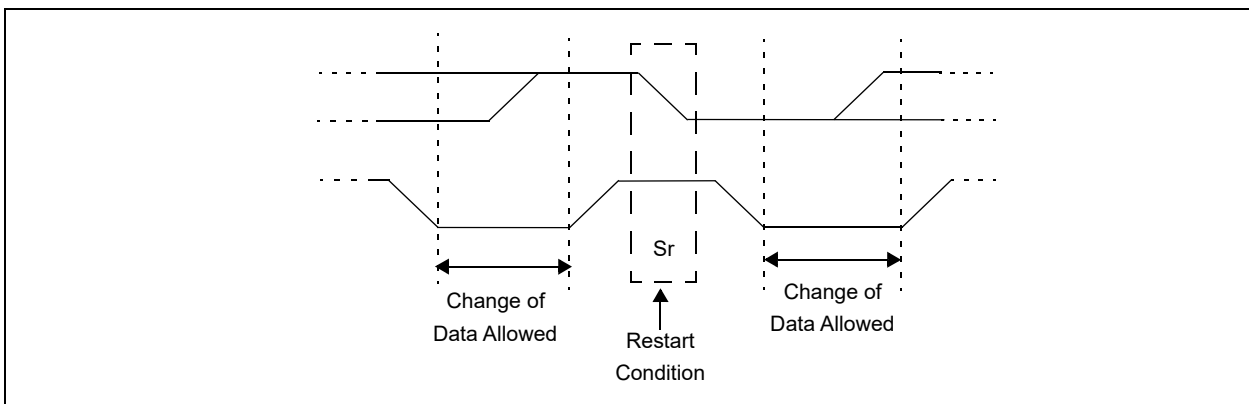 Sr
Change of
Data Allowed
Restart
Condition
Change of
Data Allowed